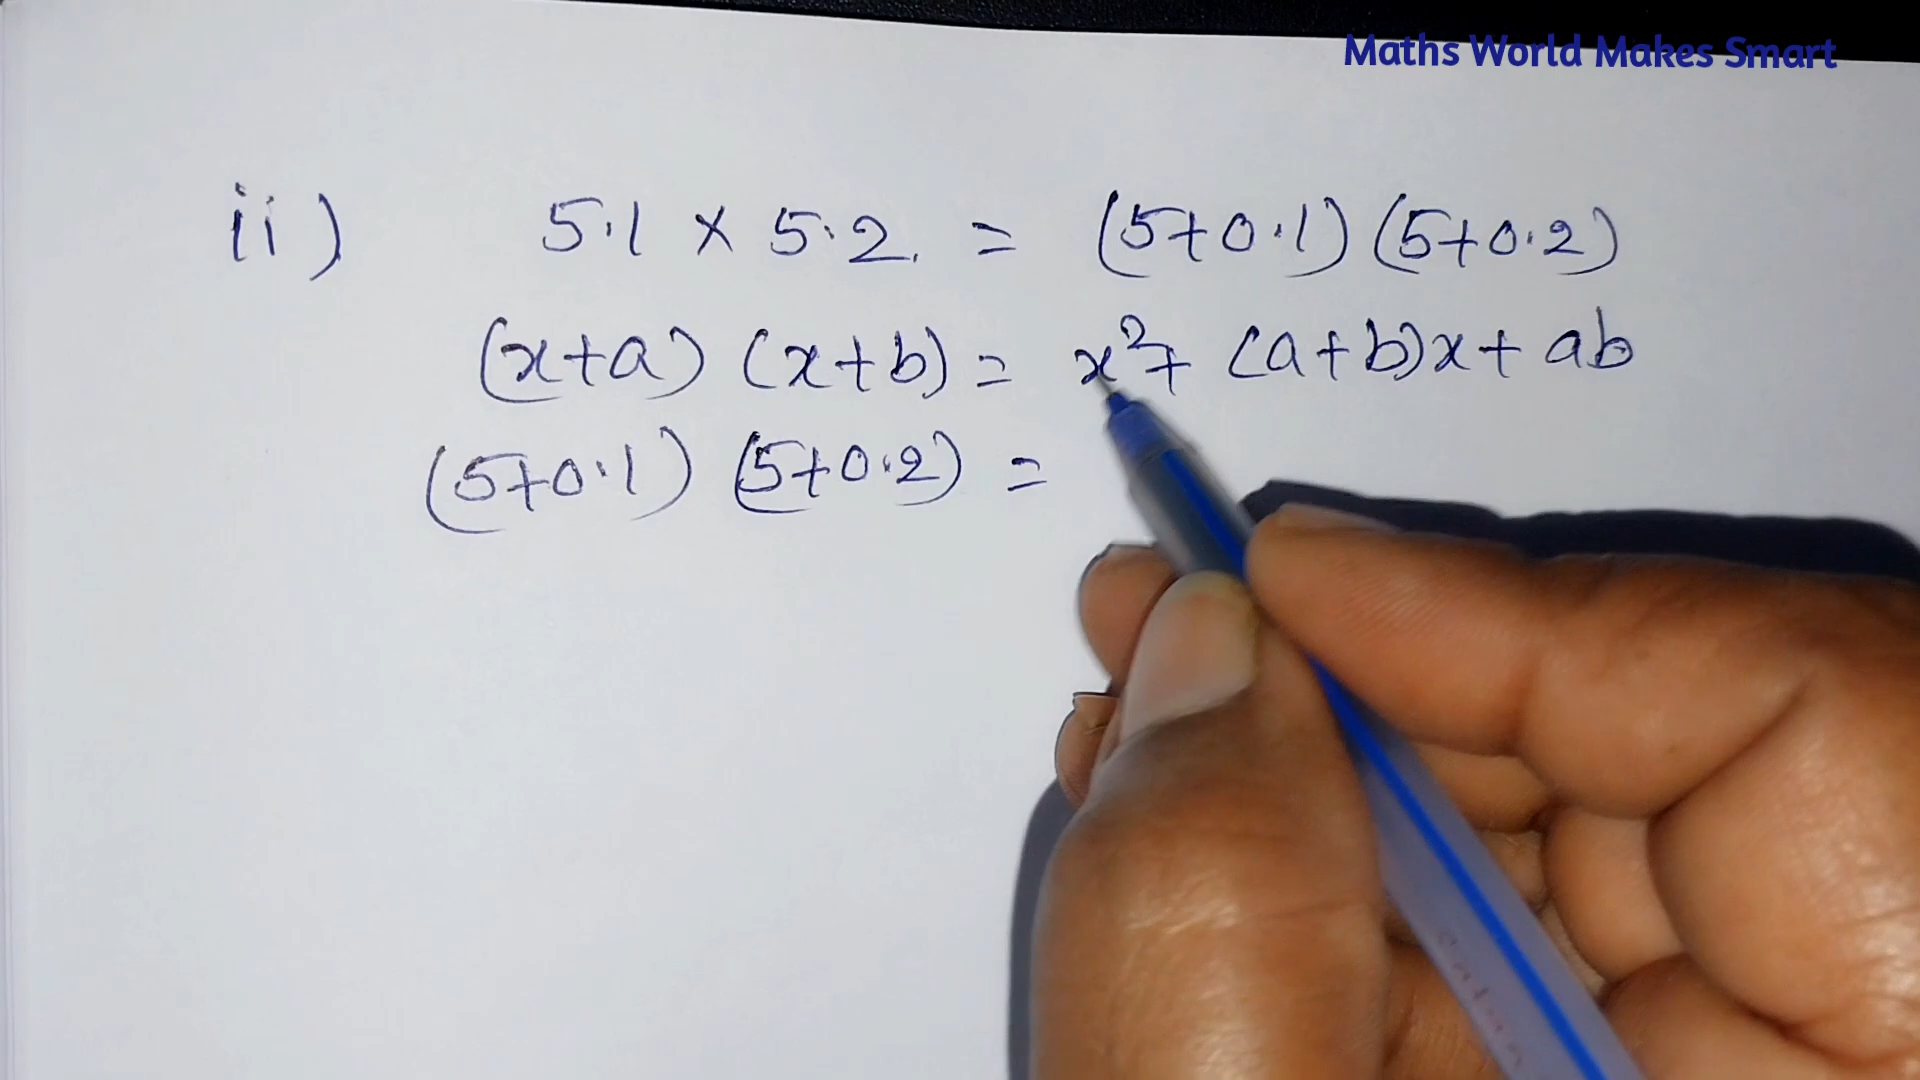 Maths World Makes Smart
ii) 5.1 × 5.2. = (5+0.1) (5+0.2)
(x+a) (x+b) = x²+ (a+b)x + ab
(5+0.1) (5+0.2) =